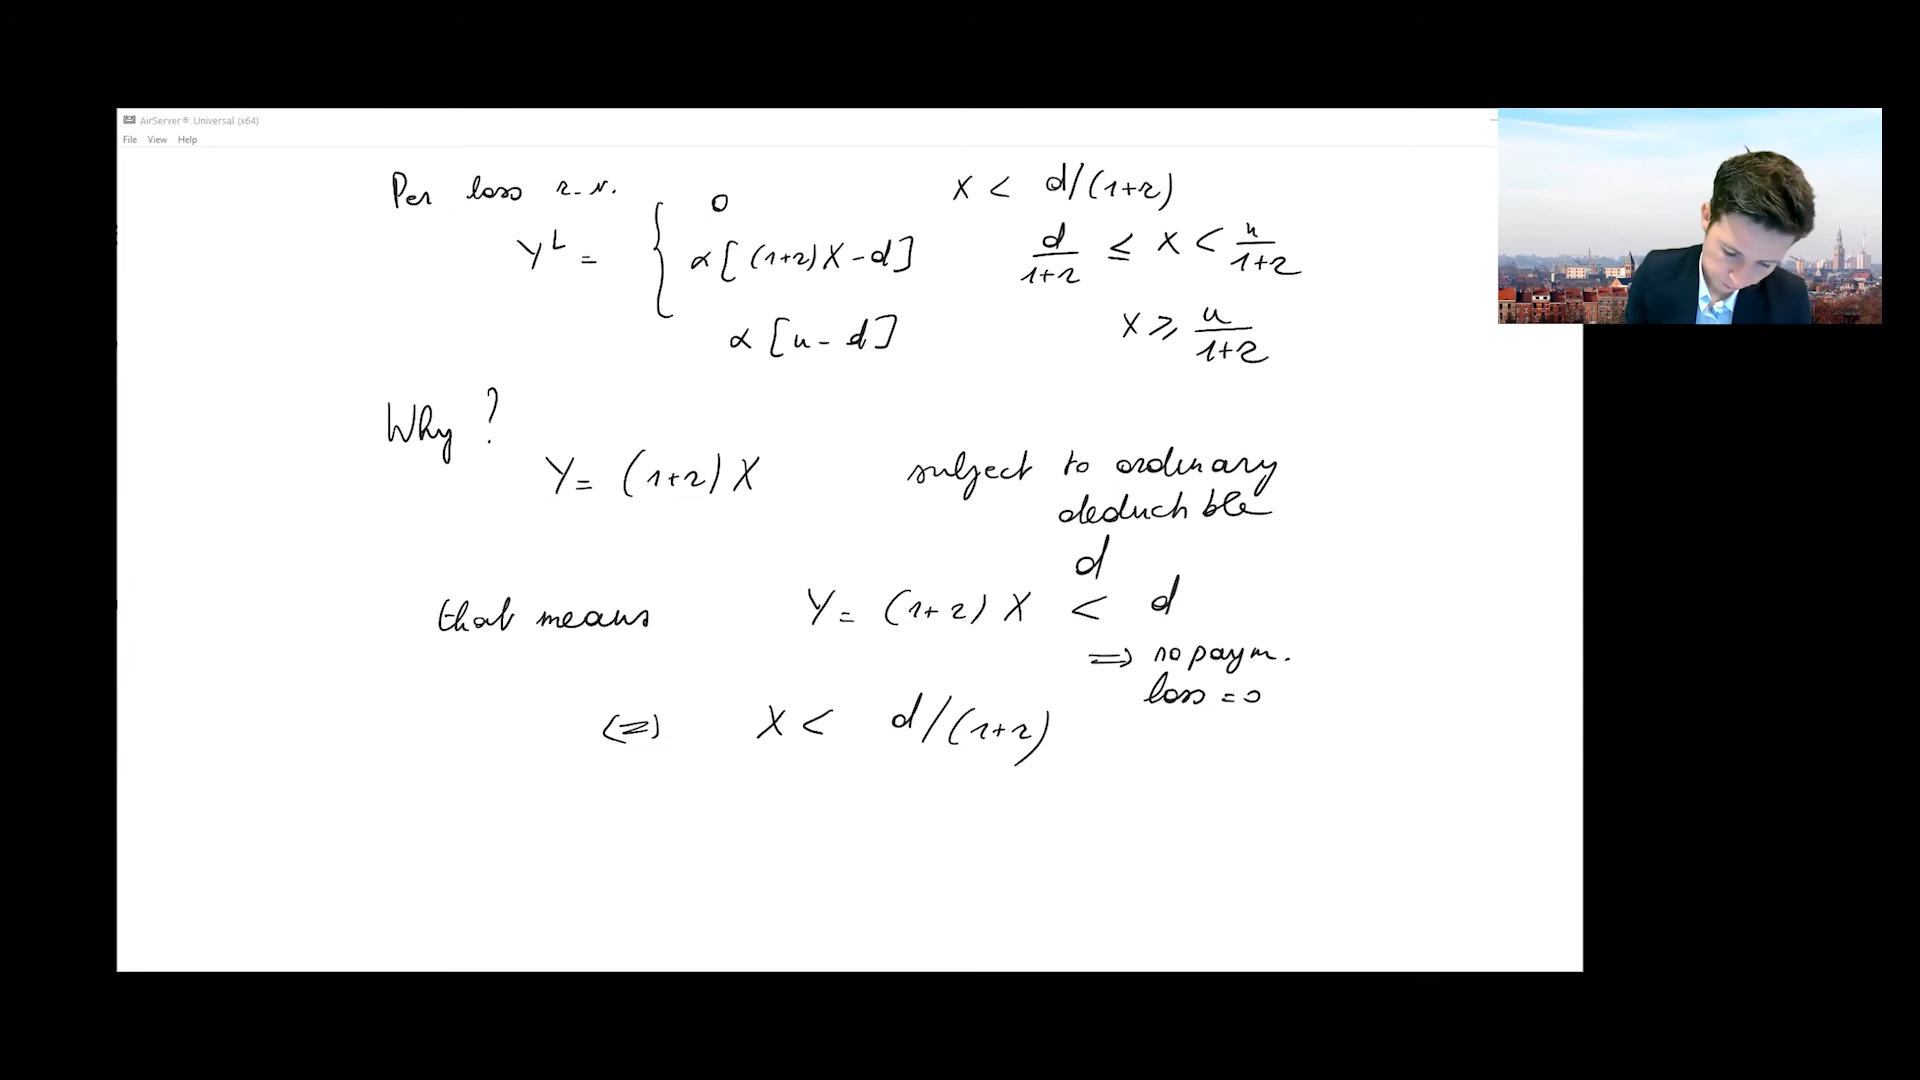 AirServer® Universal (x64)
File View Help
Per loss r.v.
0 X < d/(1+r)
Y^L = { α[(1+r)X-d] d/(1+r) ≤ X < u/(1+r)
α[u-d] X ≥ u/(1+r)
Why?
Y = (1+r) X subject to ordinary
deductible
d
that means Y = (1+r) X < d
=> no paym.
loss = 0
<=> X < d/(1+r)